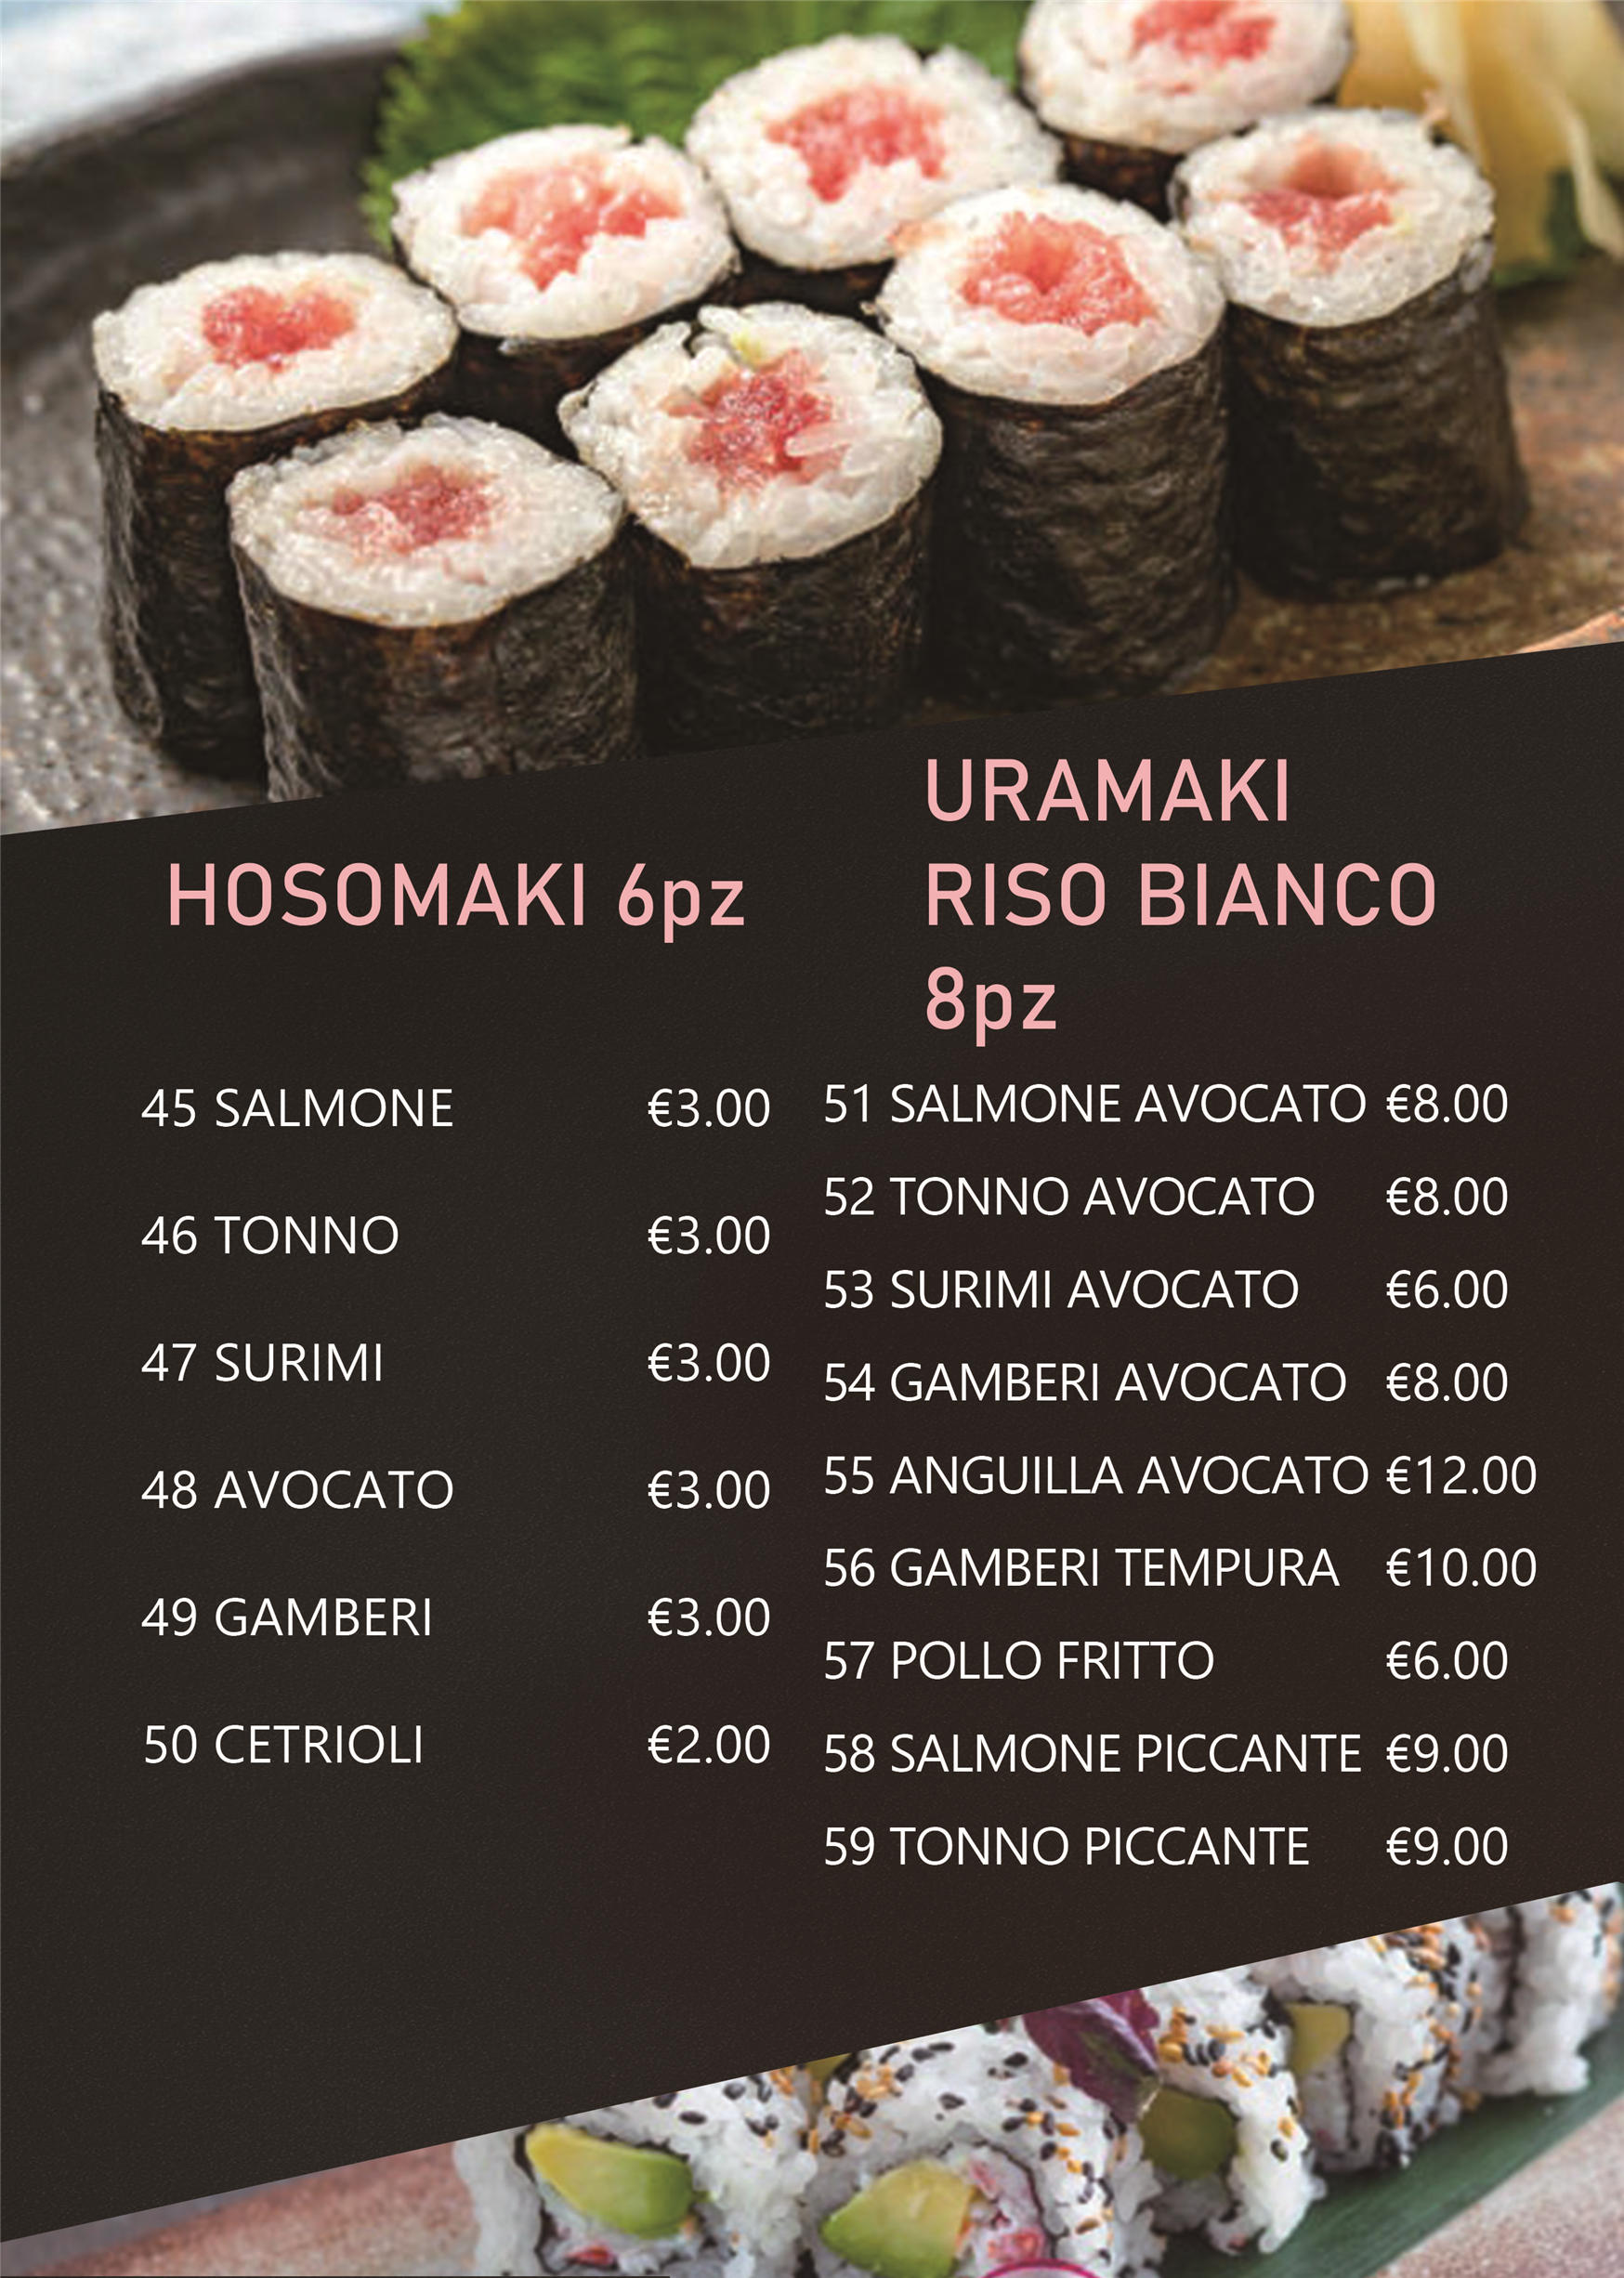 HOSOMAKI 6pz
45 SALMONE €3.00
46 TONNO €3.00
47 SURIMI €3.00
48 AVOCATO €3.00
49 GAMBERI €3.00
50 CETRIOLI €2.00
URAMAKI
RISO BIANCO
8pz
51 SALMONE AVOCATO €8.00
52 TONNO AVOCATO €8.00
53 SURIMI AVOCATO €6.00
54 GAMBERI AVOCATO €8.00
55 ANGUILLA AVOCATO €12.00
56 GAMBERI TEMPURA €10.00
57 POLLO FRITTO €6.00
58 SALMONE PICCANTE €9.00
59 TONNO PICCANTE €9.00